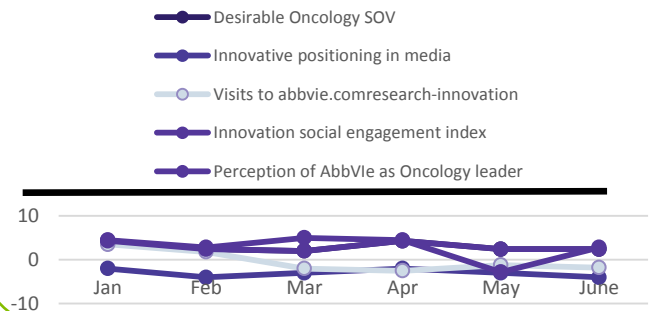 Desirable Oncology SOV
Innovative positioning in media
Visits to abbvie.comresearch-innovation
Innovation social engagement index
Perception of AbbVIe as Oncology leader
10
0
-10
Jan Feb Mar Apr May June